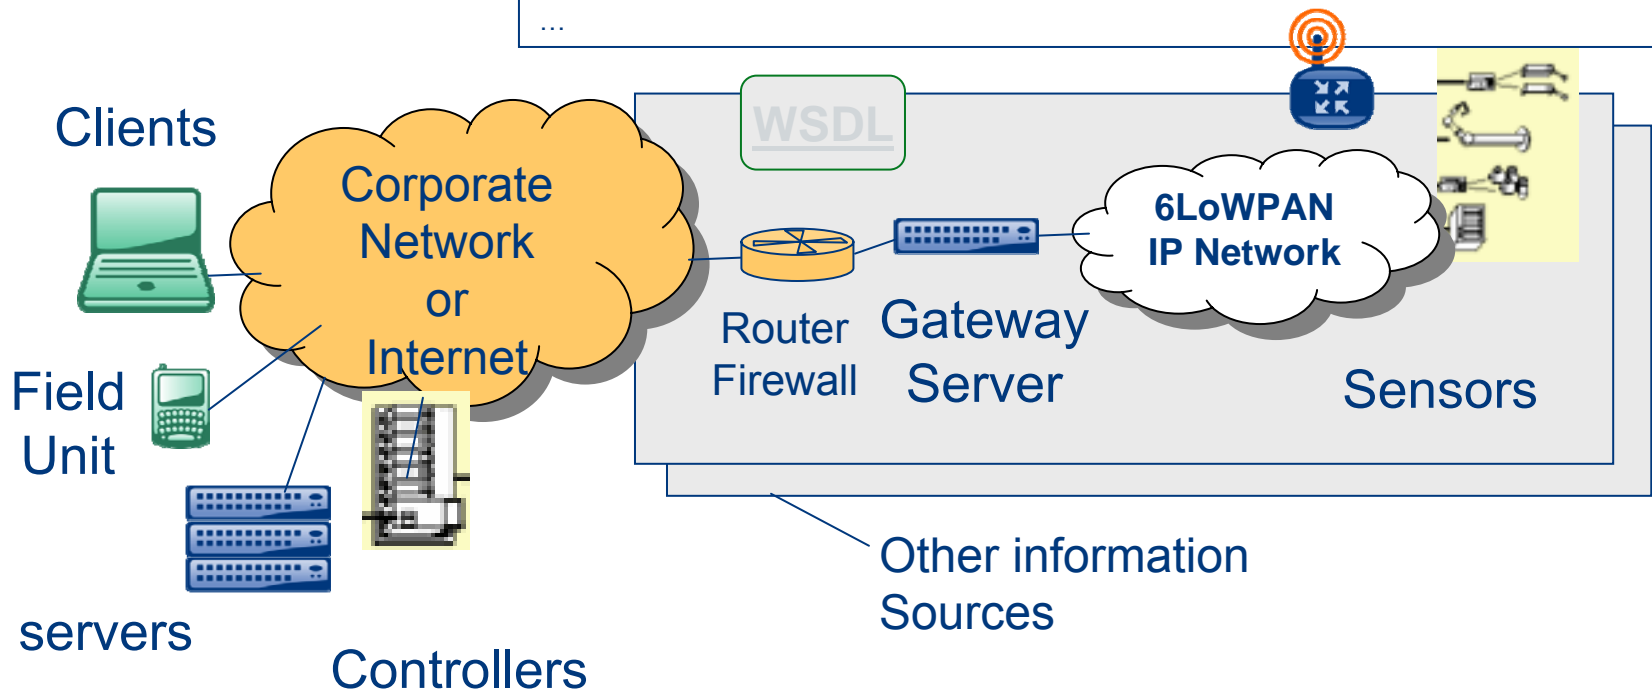 ...
Clients
Corporate
Network
or
Internet
WSDL
6LoWPAN
IP Network
Router
Firewall
Gateway
Server
Sensors
Field
Unit
Other information
Sources
servers
Controllers